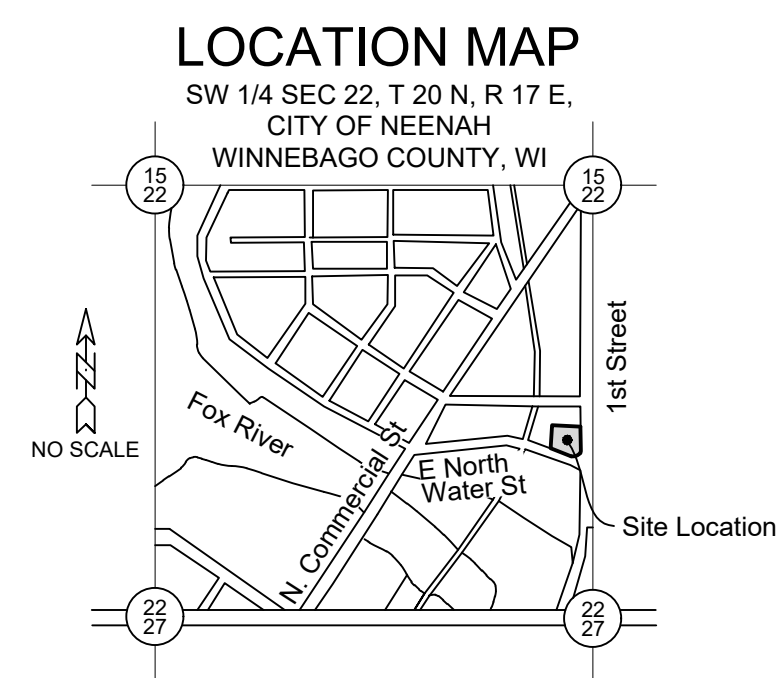 LOCATION MAP
SW 1/4 SEC 22, T 20 N, R 17 E,
CITY OF NEENAH
WINNEBAGO COUNTY, WI
15
22
15
22
N
NO SCALE
1st Street
Fox River
N. Commercial St
E North
Water St
Site Location
22
27
22
27